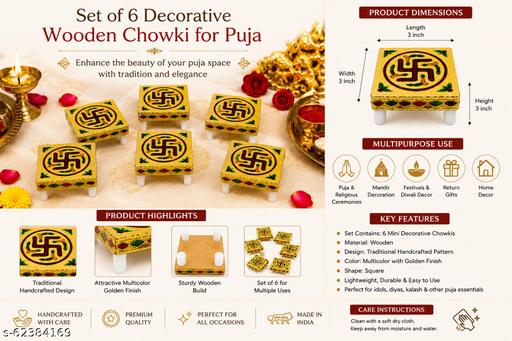 Set of 6 Decorative
Wooden Chowki for Puja
Enhance the beauty of your puja space
with tradition and elegance
PRODUCT HIGHLIGHTS
Traditional
Handcrafted Design
Attractive Multicolor
Golden Finish
Sturdy Wooden
Build
Set of 6 for
Multiple Uses
HANDCRAFTED
WITH CARE
PREMIUM
QUALITY
PERFECT FOR
ALL OCCASIONS
MADE IN
INDIA
PRODUCT DIMENSIONS
Length
3 inch
Width
3 inch
Height
3 inch
MULTIPURPOSE USE
Puja &
Religious
Ceremonies
Mandir
Decoration
Festivals &
Diwali Decor
Return
Gifts
Home
Decor
KEY FEATURES
Set Contains: 6 Mini Decorative Chowkis
Material: Wooden
Design: Traditional Handcrafted Pattern
Color: Multicolor with Golden Finish
Shape: Square
Lightweight, Durable & Easy to Use
Perfect for idols, diyas, kalash & other puja essentials
CARE INSTRUCTIONS
Clean with a soft dry cloth.
Keep away from moisture and water.
s-62384169